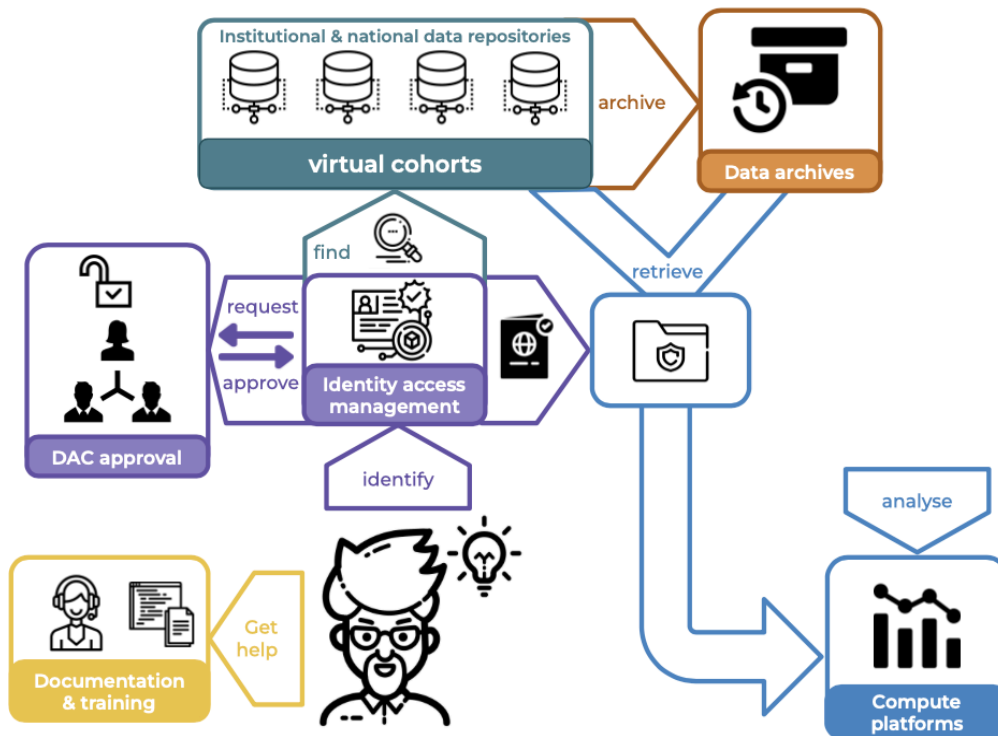 Institutional & national data repositories
virtual cohorts
archive
Data archives
find
retrieve
request
approve
Identity access
management
DAC approval
identify
analyse
Get
help
Documentation
& training
Compute
platforms